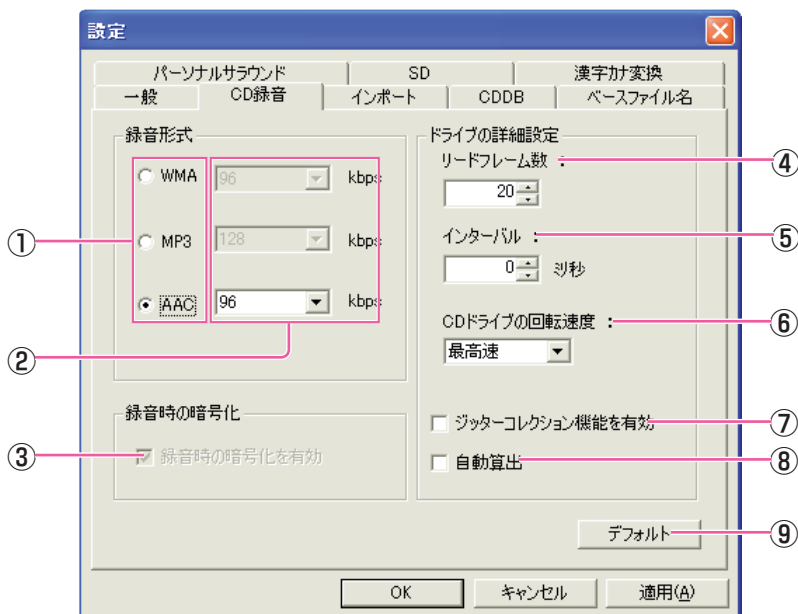 設定
パーソナルサラウンド SD 漢字カナ変換
一般 CD録音 インポート CDDB ベースファイル名
録音形式
WMA 96 kbps
MP3 128 kbps
AAC 96 kbps
①
②
録音時の暗号化
③ 録音時の暗号化を有効
ドライブの詳細設定
リードフレーム数 : ④
20
インターバル : ⑤
0 ミリ秒
CDドライブの回転速度 : ⑥
最高速
ジッターコレクション機能を有効 ⑦
自動算出 ⑧
デフォルト ⑨
OK キャンセル 適用(A)